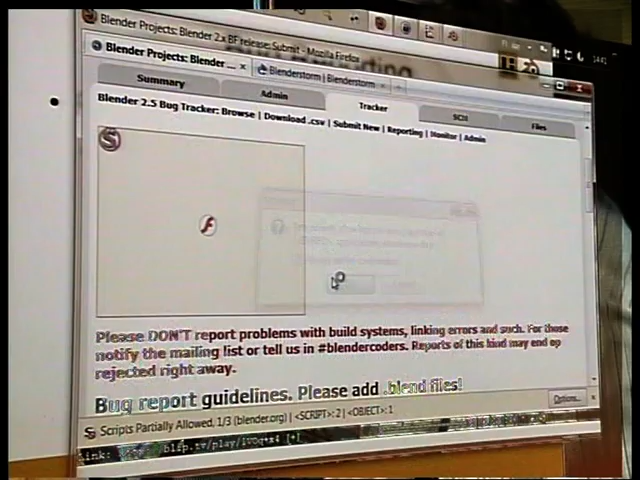 Blender Projects: Blender 2.x BF release: Submit - Mozilla Firefox
Blender Projects: Blender ... × Blenderstorm | Blenderstorm
Summary Admin Tracker SCM Files
Blender 2.5 Bug Tracker: Browse | Download .csv | Submit New | Reporting | Monitor | Admin
Please DON'T report problems with build systems, linking errors and such. For those
notify the mailing list or tell us in #blendercoders. Reports of this kind may end up
rejected right away.
Bug report guidelines. Please add .blend files!
Scripts Partially Allowed, 1/3 (blender.org) | <SCRIPT>: 2 | <OBJECT>: 1
Options...